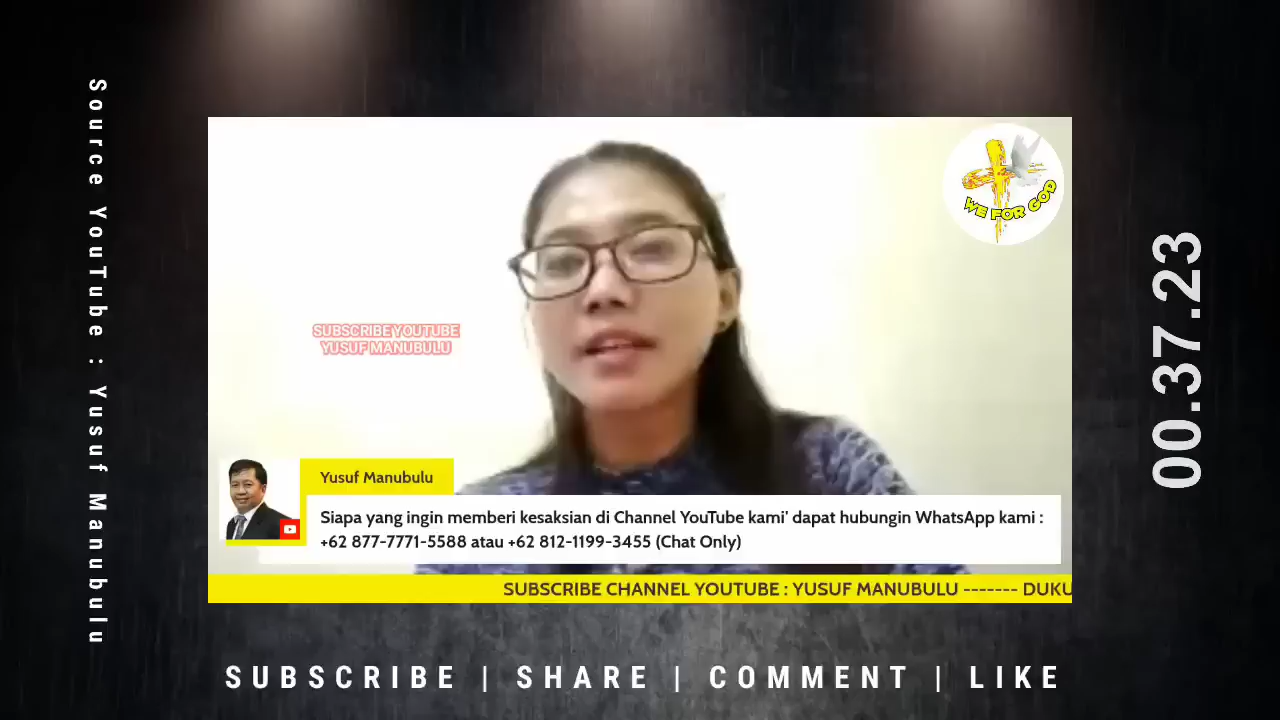 Source YouTube : Yusuf Manubulu
WE FOR GOD
SUBSCRIBE YOUTUBE
YUSUF MANUBULU
00.37.23
Yusuf Manubulu
Siapa yang ingin memberi kesaksian di Channel YouTube kami' dapat hubungin WhatsApp kami :
+62 877-7771-5588 atau +62 812-1199-3455 (Chat Only)
SUBSCRIBE CHANNEL YOUTUBE : YUSUF MANUBULU ------- DUKU
SUBSCRIBE | SHARE | COMMENT | LIKE